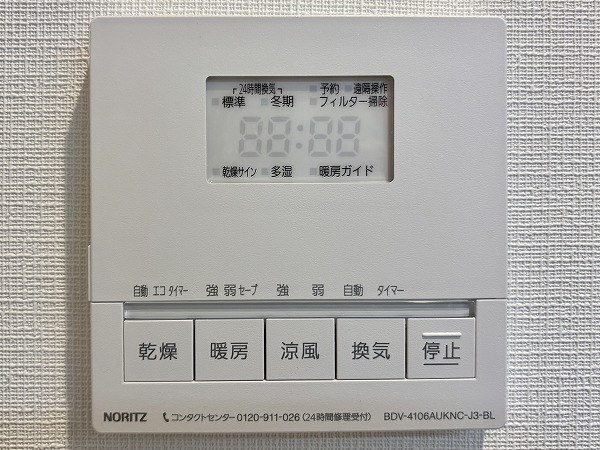 ┌ 24時間換気 ┐ 予約 遠隔操作
標準 冬期 フィルター掃除
88:88
乾燥サイン 多湿 暖房ガイド
自動 エコ タイマー 強 弱 セーブ 強 弱 自動 タイマー
乾燥 暖房 涼風 換気 停止
NORITZ コンタクトセンター 0120-911-026 (24時間修理受付) BDV-4106AUKNC-J3-BL